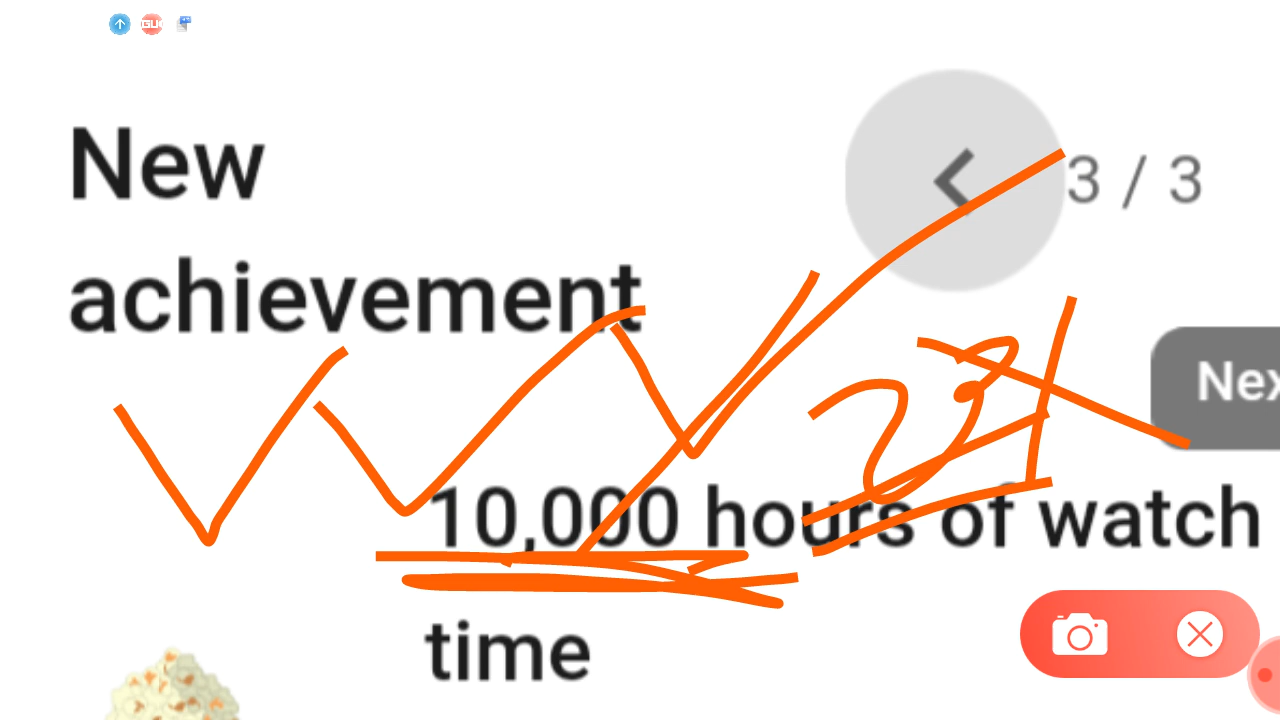 New
3 / 3
achievement
Nex
10,000 hours of watch
time